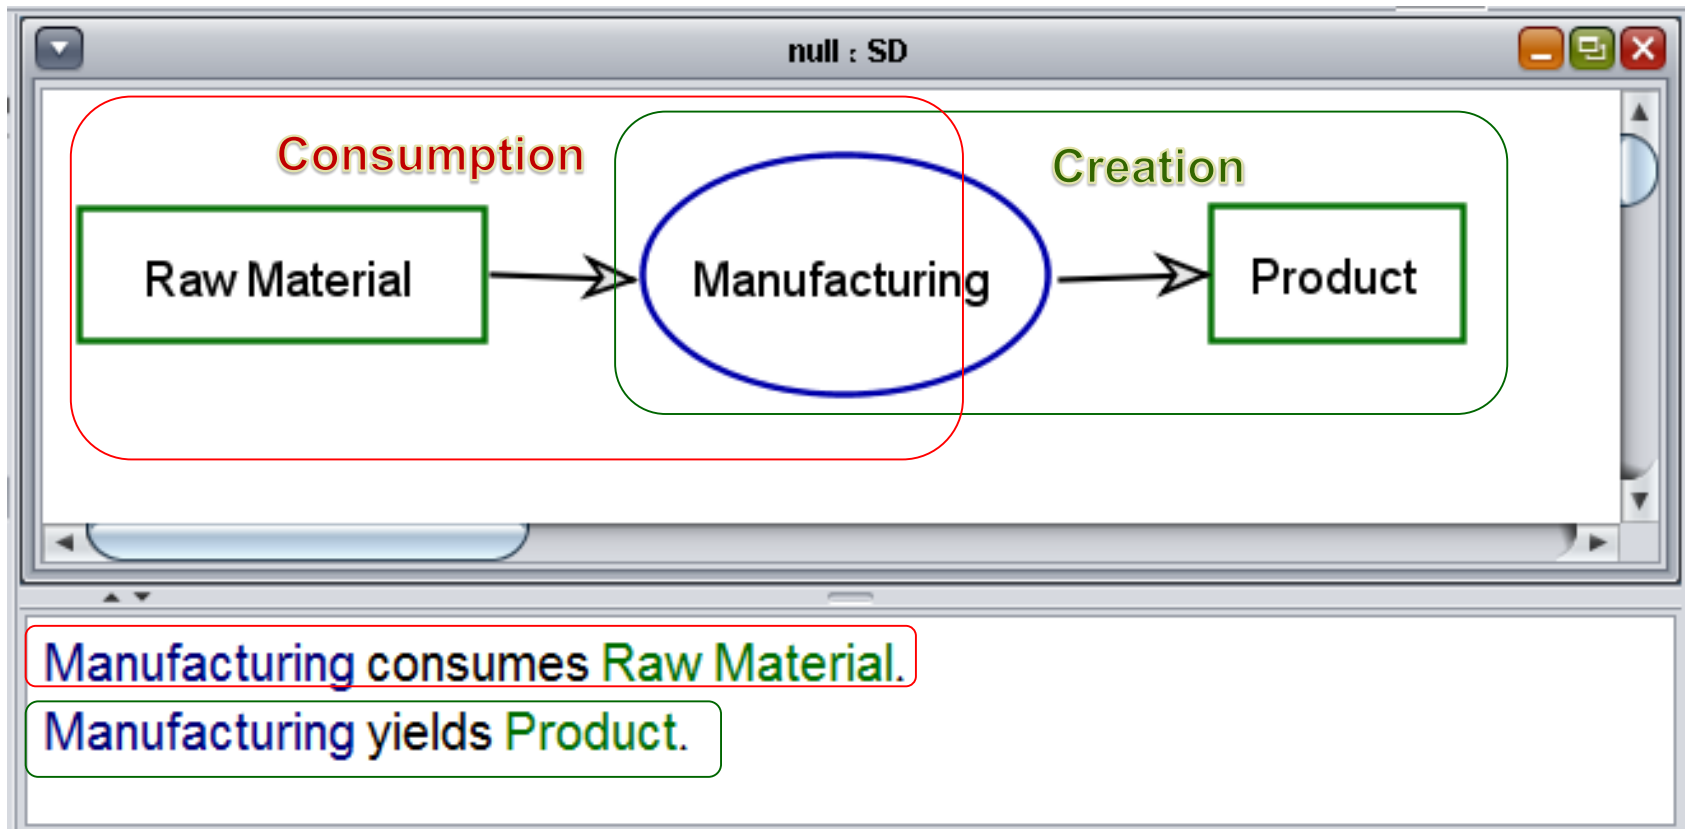 null : SD
Consumption
Creation
Raw Material
Manufacturing
Product
Manufacturing consumes Raw Material.
Manufacturing yields Product.